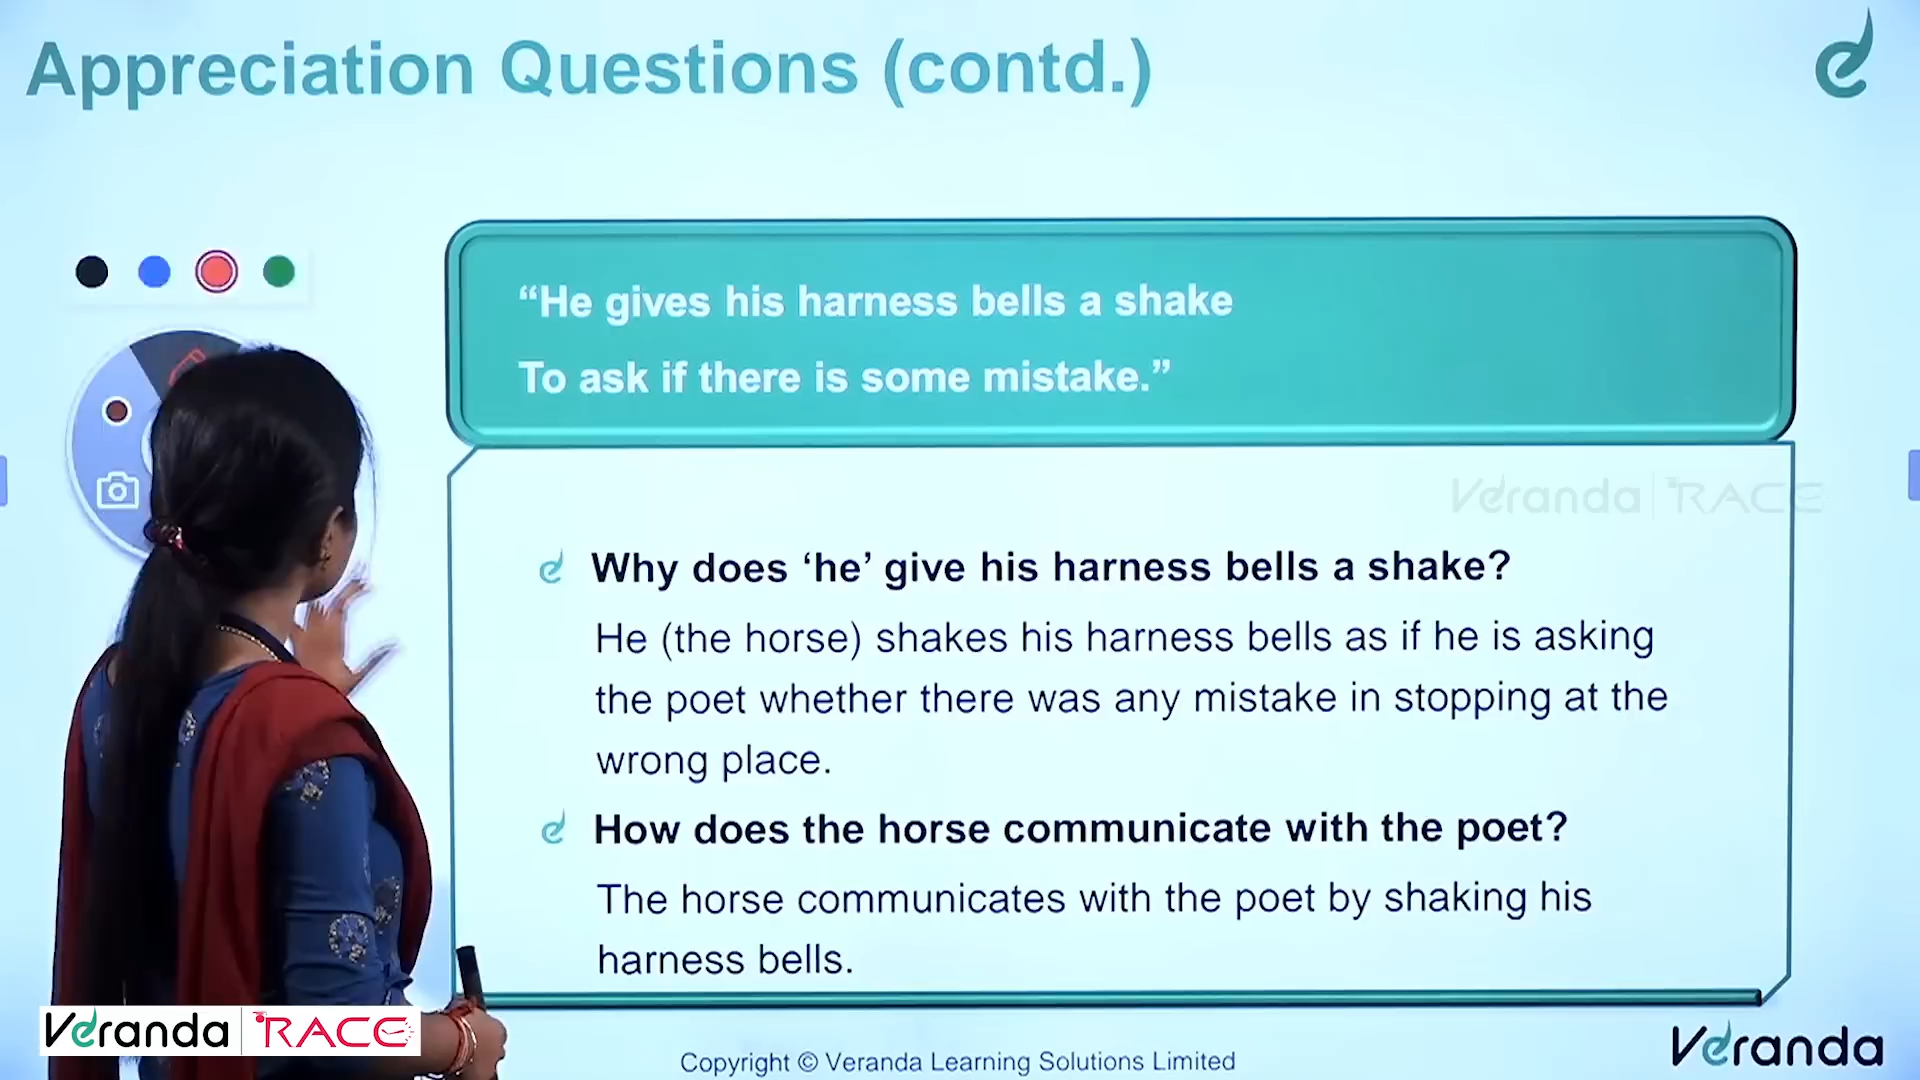 Appreciation Questions (contd.)
“He gives his harness bells a shake
To ask if there is some mistake.”
Veranda RACE
Why does ‘he’ give his harness bells a shake?
He (the horse) shakes his harness bells as if he is asking
the poet whether there was any mistake in stopping at the
wrong place.
How does the horse communicate with the poet?
The horse communicates with the poet by shaking his
harness bells.
Veranda RACE
Copyright © Veranda Learning Solutions Limited
Veranda